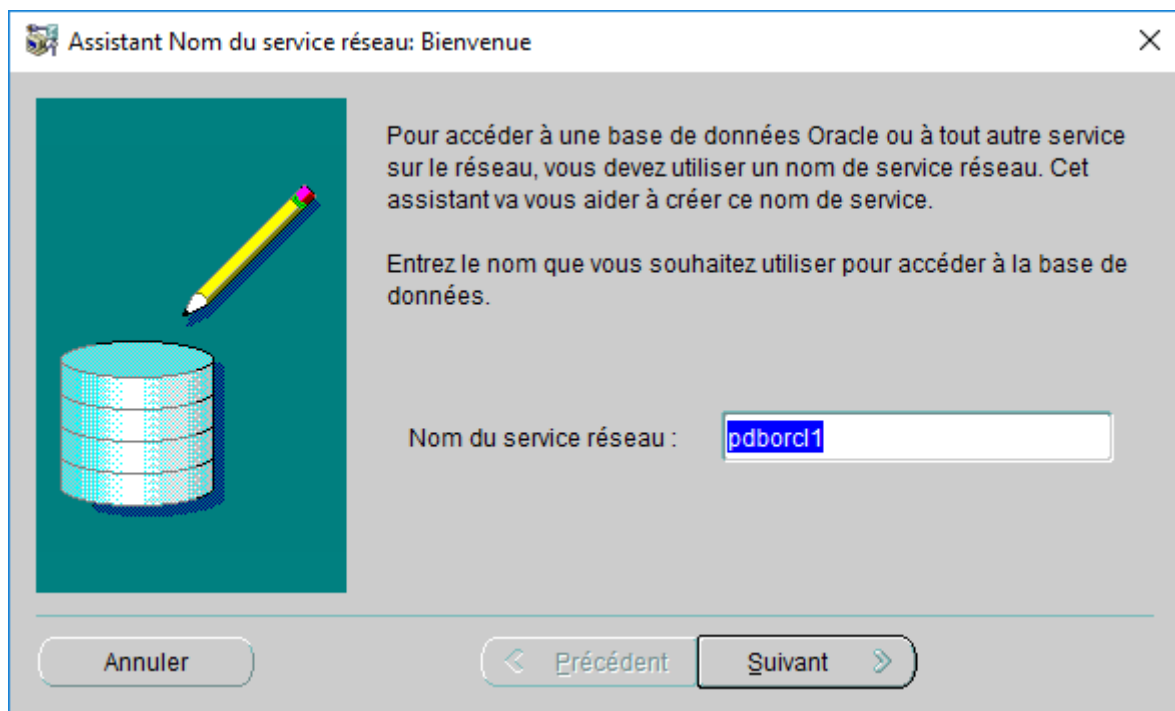 Assistant Nom du service réseau: Bienvenue
Pour accéder à une base de données Oracle ou à tout autre service
sur le réseau, vous devez utiliser un nom de service réseau. Cet
assistant va vous aider à créer ce nom de service.
Entrez le nom que vous souhaitez utiliser pour accéder à la base de
données.
Nom du service réseau : pdborcl1
Annuler Précédent Suivant